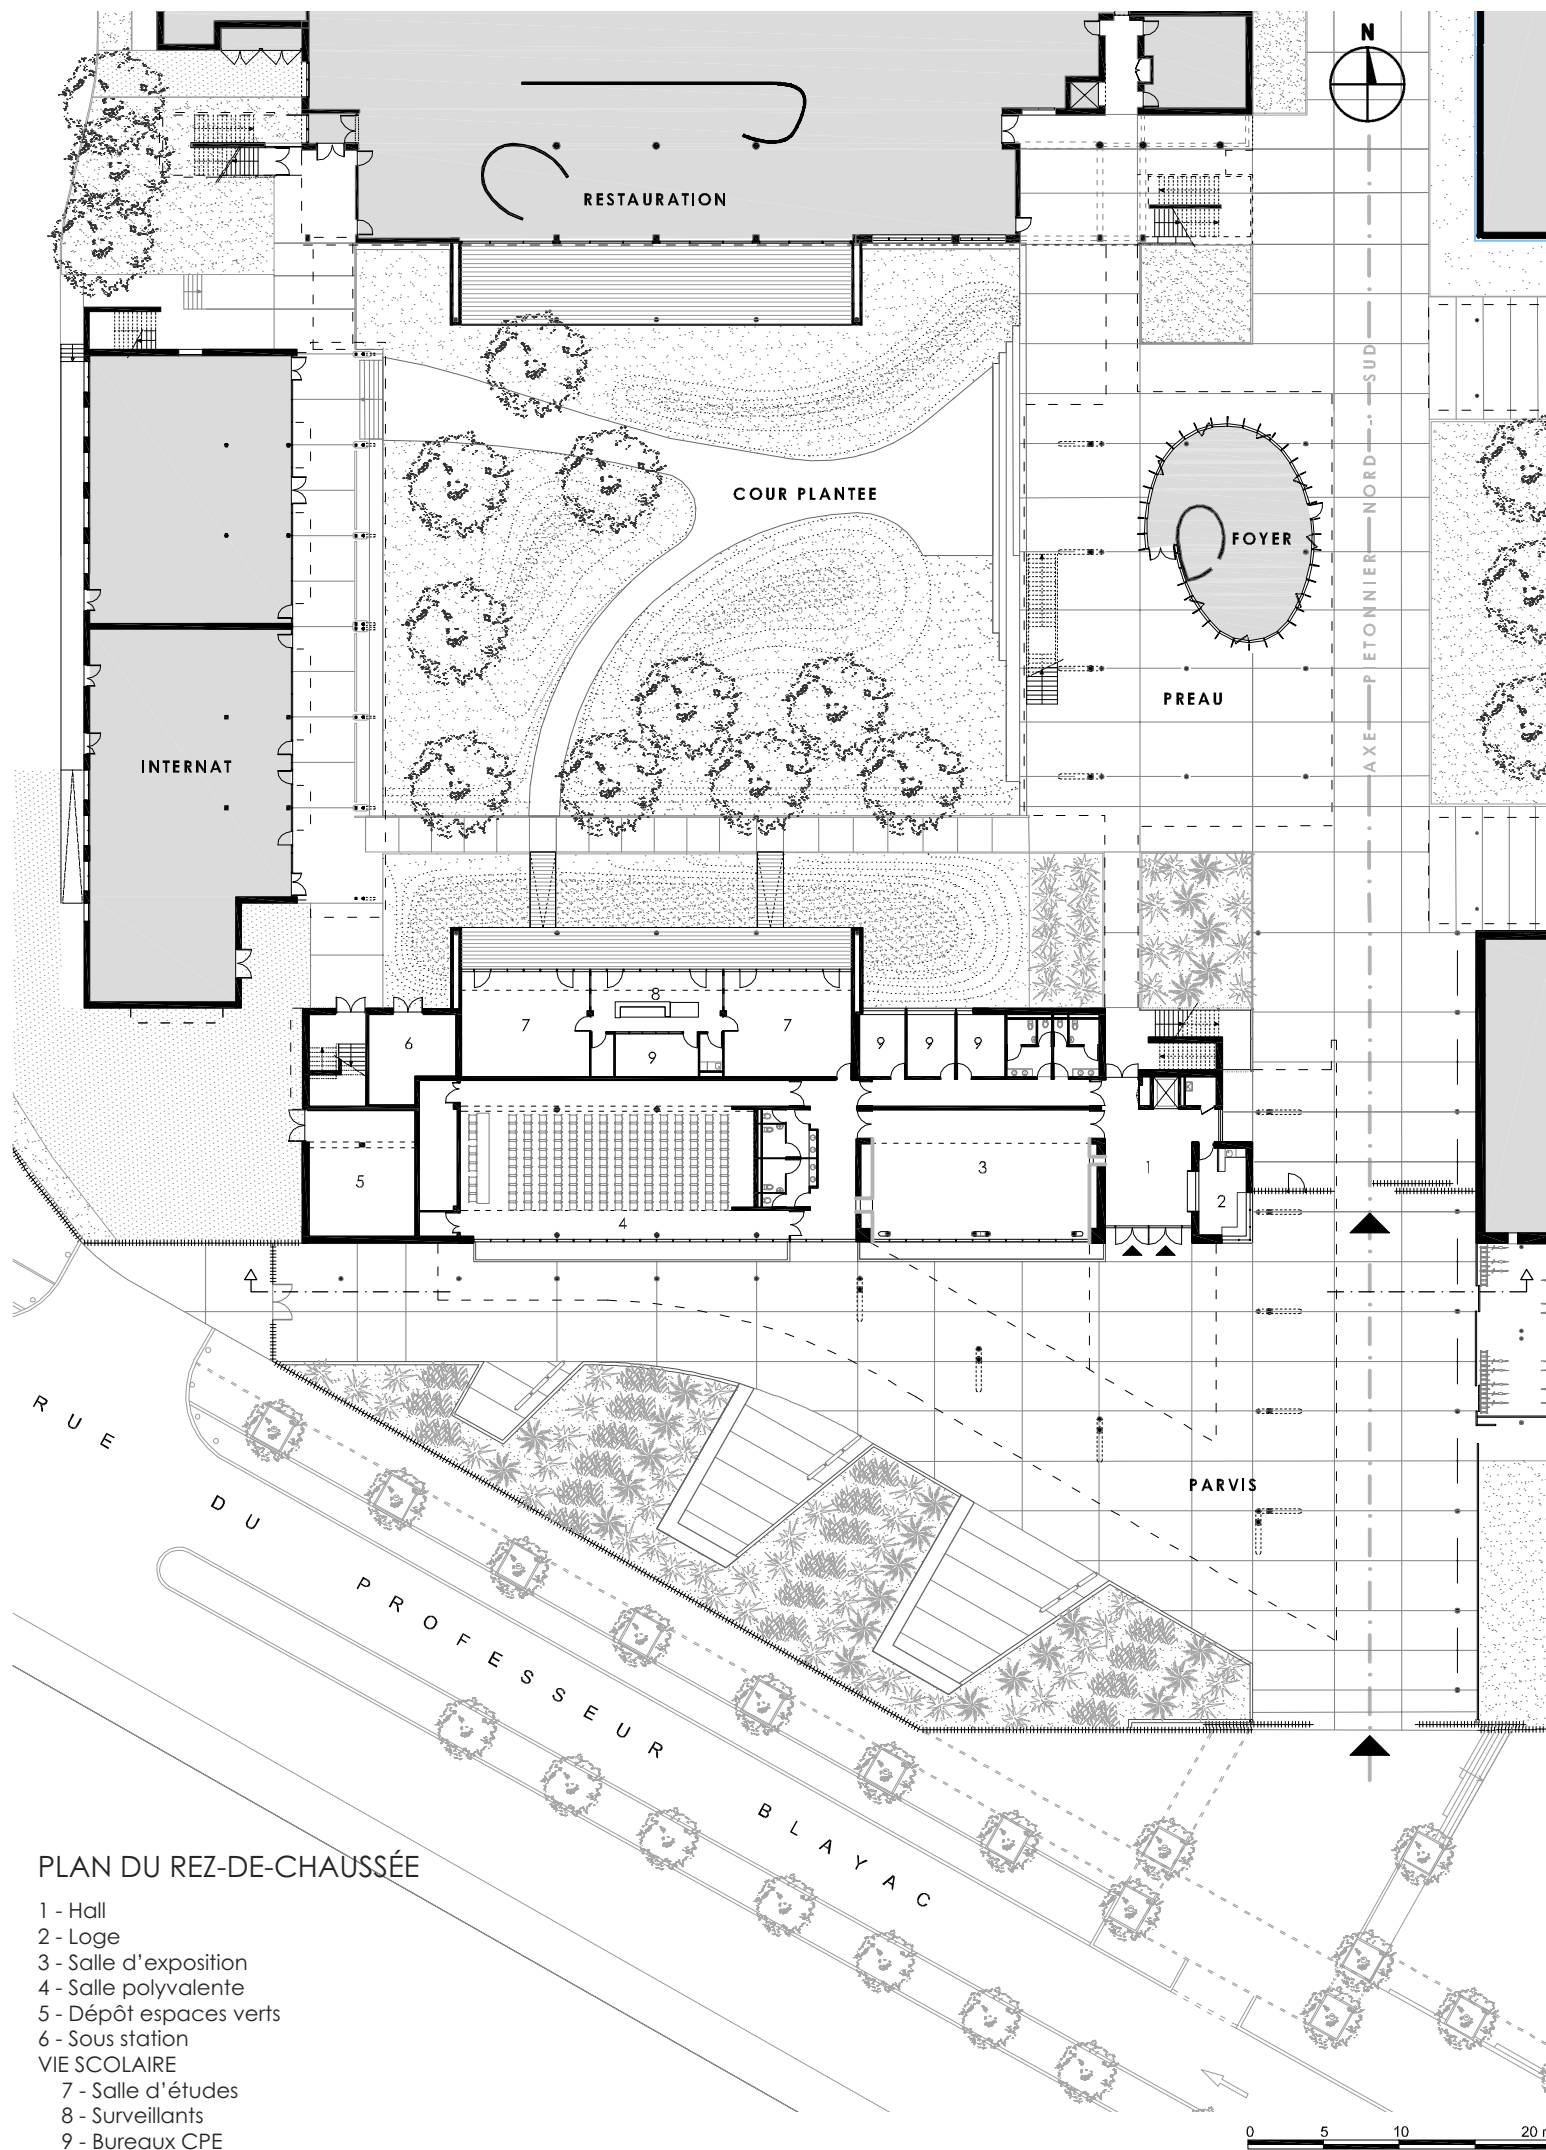 N
RESTAURATION
COUR PLANTEE
FOYER
AXE PIETONNIER NORD - SUD
PREAU
INTERNAT
8
7
7
6
9
9
9
9
5
4
3
1
2
PARVIS
RUE DU PROFESSEUR BLAYAC
PLAN DU REZ-DE-CHAUSSÉE
1 - Hall
2 - Loge
3 - Salle d'exposition
4 - Salle polyvalente
5 - Dépôt espaces verts
6 - Sous station
VIE SCOLAIRE
7 - Salle d'études
8 - Surveillants
9 - Bureaux CPE
0 5 10 20